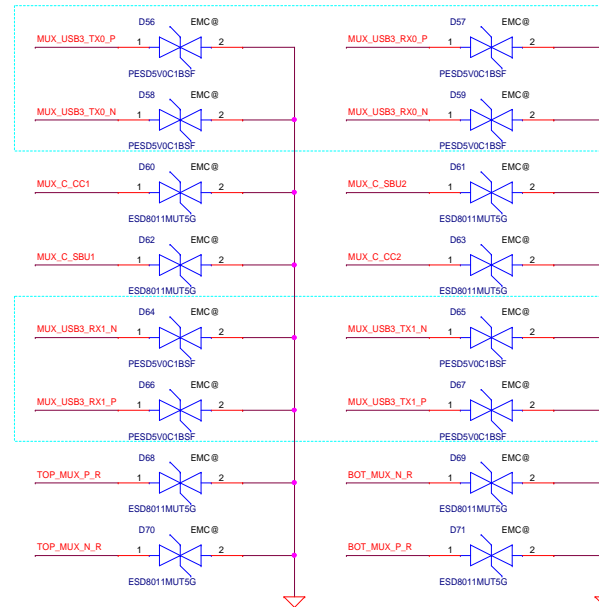 D56 EMC@ D57 EMC@
MUX_USB3_TX0_P 1 2 MUX_USB3_RX0_P 1 2
PESD5V0C1BSF PESD5V0C1BSF
D58 EMC@ D59 EMC@
MUX_USB3_TX0_N 1 2 MUX_USB3_RX0_N 1 2
PESD5V0C1BSF PESD5V0C1BSF
D60 EMC@ D61 EMC@
MUX_C_CC1 1 2 MUX_C_SBU2 1 2
ESD8011MUT5G ESD8011MUT5G
D62 EMC@ D63 EMC@
MUX_C_SBU1 1 2 MUX_C_CC2 1 2
ESD8011MUT5G ESD8011MUT5G
D64 EMC@ D65 EMC@
MUX_USB3_RX1_N 1 2 MUX_USB3_TX1_N 1 2
PESD5V0C1BSF PESD5V0C1BSF
D66 EMC@ D67 EMC@
MUX_USB3_RX1_P 1 2 MUX_USB3_TX1_P 1 2
PESD5V0C1BSF PESD5V0C1BSF
D68 EMC@ D69 EMC@
TOP_MUX_P_R 1 2 BOT_MUX_N_R 1 2
ESD8011MUT5G ESD8011MUT5G
D70 EMC@ D71 EMC@
TOP_MUX_N_R 1 2 BOT_MUX_P_R 1 2
ESD8011MUT5G ESD8011MUT5G